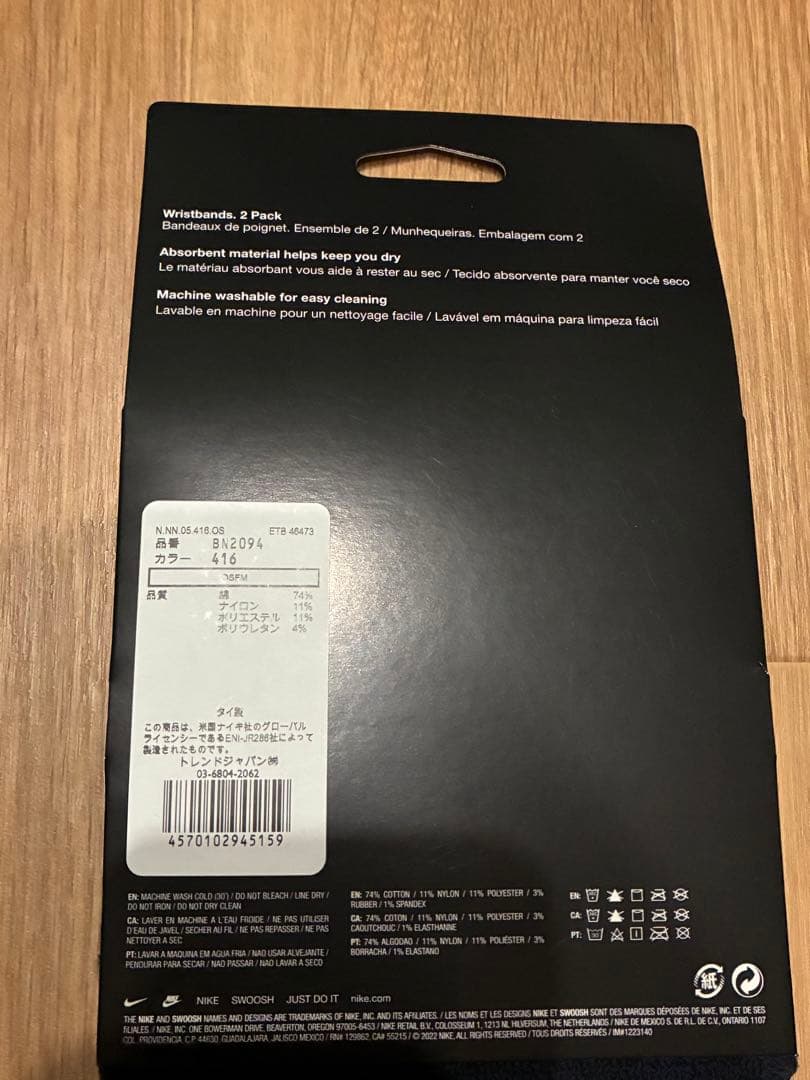 Wristbands. 2 Pack
Bandeaux de poignet. Ensemble de 2 / Munhequeiras. Embalagem com 2
Absorbent material helps keep you dry
Le matériau absorbant vous aide à rester au sec / Tecido absorvente para manter você seco
Machine washable for easy cleaning
Lavable en machine pour un nettoyage facile / Lavável em máquina para limpeza fácil
N.NN.05.416.OS ETB 46473
品番 BN2094
カラー 416
OSFM
品質 綿 74%
ナイロン 11%
ポリエステル 11%
ポリウレタン 4%
タイ製
この商品は、米国ナイキ社のグローバル
ライセンシーであるENI-JR286社によって
製造されたものです。
トレンドジャパン㈱
03-6804-2062
4570102945159
EN: MACHINE WASH COLD (30°) / DO NOT BLEACH / LINE DRY /
DO NOT IRON / DO NOT DRY CLEAN
CA: LAVER EN MACHINE A L'EAU FROIDE / NE PAS UTILISER
D'EAU DE JAVEL / SECHER AU FIL / NE PAS REPASSER / NE PAS
NETTOYER A SEC
PT: LAVAR A MAQUINA EM AGUA FRIA / NAO USAR ALVEJANTE /
PENDURAR PARA SECAR / NAO PASSAR / NAO LAVAR A SECO
EN: 74% COTTON / 11% NYLON / 11% POLYESTER / 3%
RUBBER / 1% SPANDEX
CA: 74% COTON / 11% NYLON / 11% POLYESTER / 3%
CAOUTCHOUC / 1% ELASTHANNE
PT: 74% ALGODAO / 11% NYLON / 11% POLIÉSTER / 3%
BORRACHA / 1% ELASTANO
EN:
CA:
PT:
紙
NIKE SWOOSH JUST DO IT nike.com
THE NIKE AND SWOOSH NAMES AND DESIGNS ARE TRADEMARKS OF NIKE, INC. AND ITS AFFILIATES. / LES NOMS ET LES DESIGNS NIKE ET SWOOSH SONT DES MARQUES DÉPOSÉES DE NIKE, INC. ET DE SES
FILIALES. / NIKE, INC. ONE BOWERMAN DRIVE, BEAVERTON, OREGON 97005-6453 / NIKE RETAIL B.V., COLOSSEUM 1, 1213 NL HILVERSUM, THE NETHERLANDS / NIKE DE MEXICO S. DE R.L. DE C.V., ONTARIO 1107
COL. PROVIDENCIA, C.P. 44630, GUADALAJARA, JALISCO MEXICO / RN# 129862, CA# 55215 / © 2022 NIKE, ALL RIGHTS RESERVED / TOUS DROITS RÉSERVÉS / IM#1223140